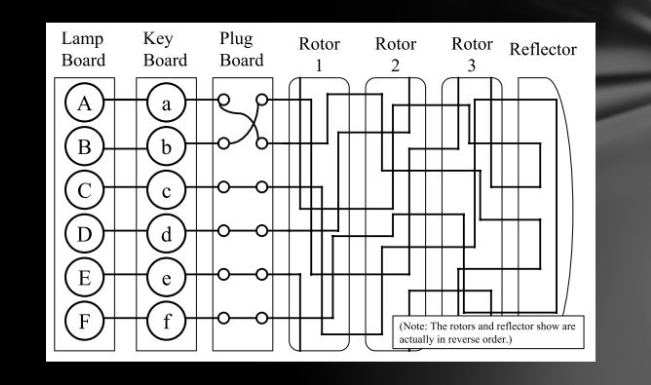 Lamp Board
Key Board
Plug Board
Rotor 1
Rotor 2
Rotor 3
Reflector
A a
B b
C c
D d
E e
F f
(Note: The rotors and reflector show are
actually in reverse order.)